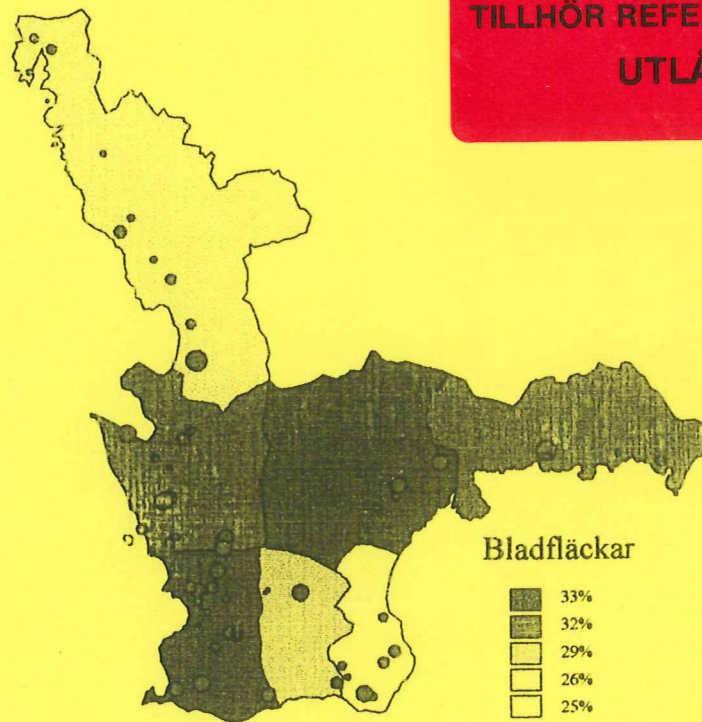 TILLHÖR REFE
UTLÅ
Bladfläckar
33%
32%
29%
26%
25%